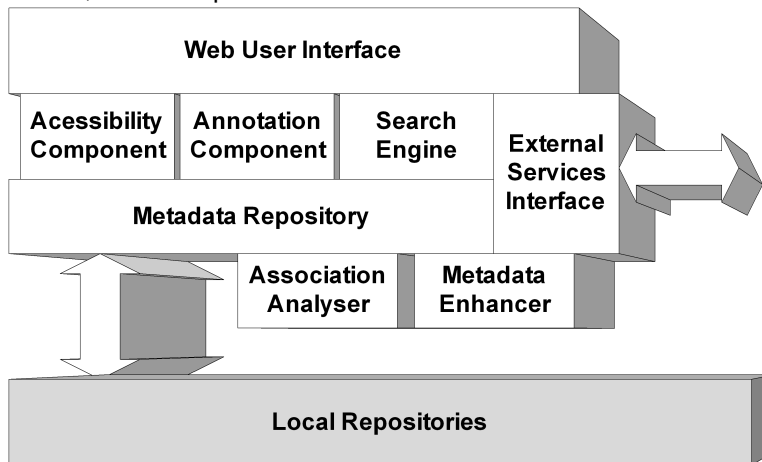 Web User Interface
Acessibility
Component
Annotation
Component
Search
Engine
External
Services
Interface
Metadata Repository
Association
Analyser
Metadata
Enhancer
Local Repositories